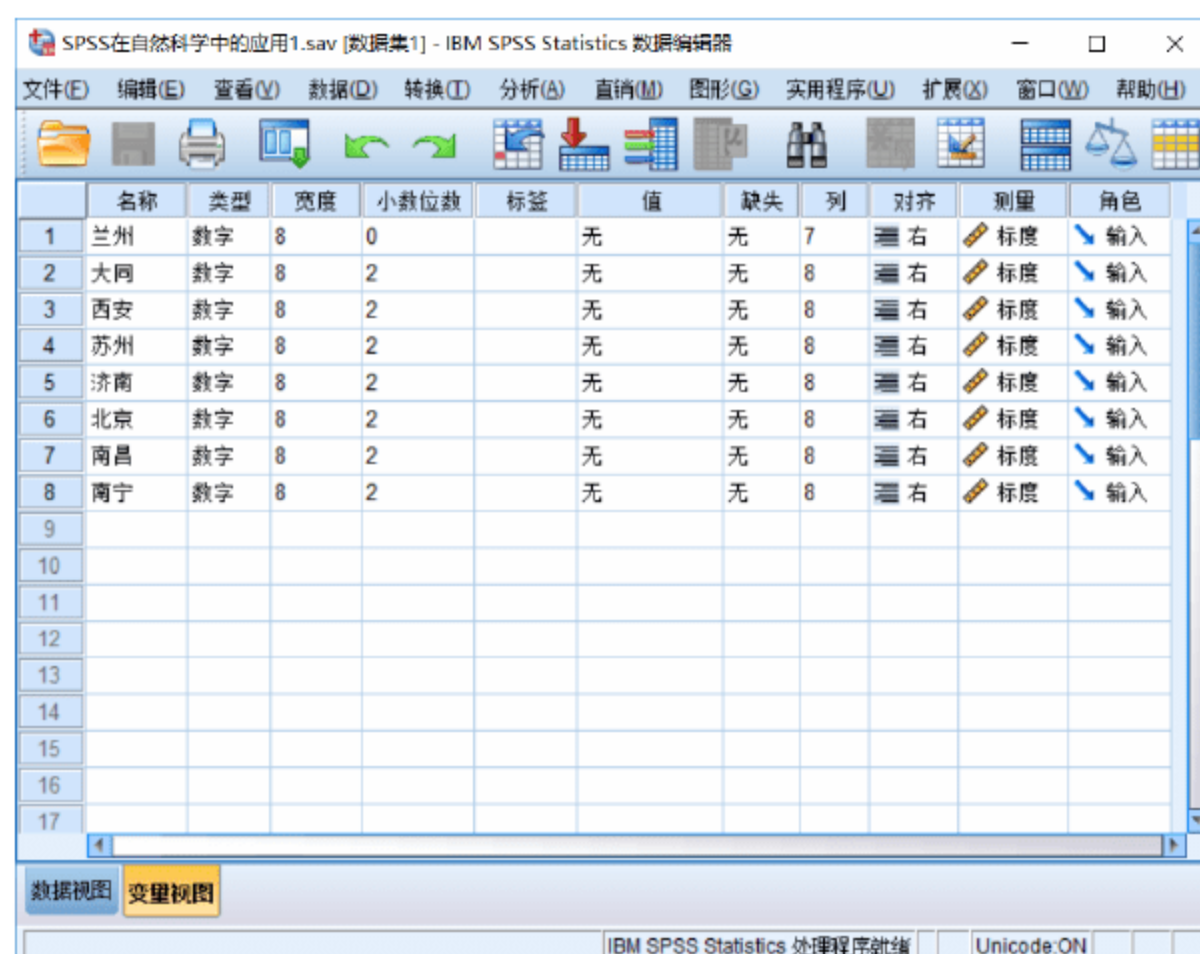 SPSS在自然科学中的应用1.sav [数据集1] - IBM SPSS Statistics 数据编辑器
文件(F) 编辑(E) 查看(V) 数据(D) 转换(T) 分析(A) 直销(M) 图形(G) 实用程序(U) 扩展(X) 窗口(W) 帮助(H)
名称 类型 宽度 小数位数 标签 值 缺失 列 对齐 测量 角色
1 兰州 数字 8 0 无 无 7 右 标度 输入
2 大同 数字 8 2 无 无 8 右 标度 输入
3 西安 数字 8 2 无 无 8 右 标度 输入
4 苏州 数字 8 2 无 无 8 右 标度 输入
5 济南 数字 8 2 无 无 8 右 标度 输入
6 北京 数字 8 2 无 无 8 右 标度 输入
7 南昌 数字 8 2 无 无 8 右 标度 输入
8 南宁 数字 8 2 无 无 8 右 标度 输入
9
10
11
12
13
14
15
16
17
数据视图 变量视图
IBM SPSS Statistics 处理程序就绪 Unicode:ON